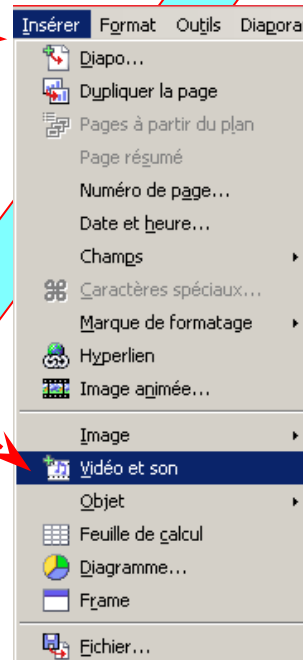 Insérer Format Outils Diapora
Diapo...
Dupliquer la page
Pages à partir du plan
Page résumé
Numéro de page...
Date et heure...
Champs
Caractères spéciaux...
Marque de formatage
Hyperlien
Image animée...
Image
Vidéo et son
Objet
Feuille de calcul
Diagramme...
Frame
Fichier...